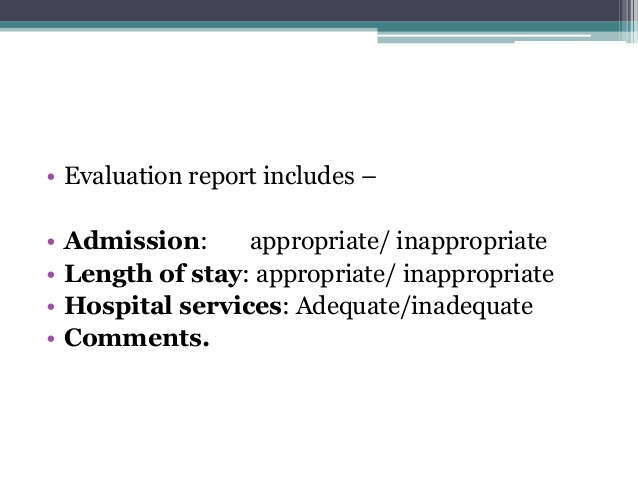 • Evaluation report includes –
• Admission: appropriate/ inappropriate
• Length of stay: appropriate/ inappropriate
• Hospital services: Adequate/inadequate
• Comments.